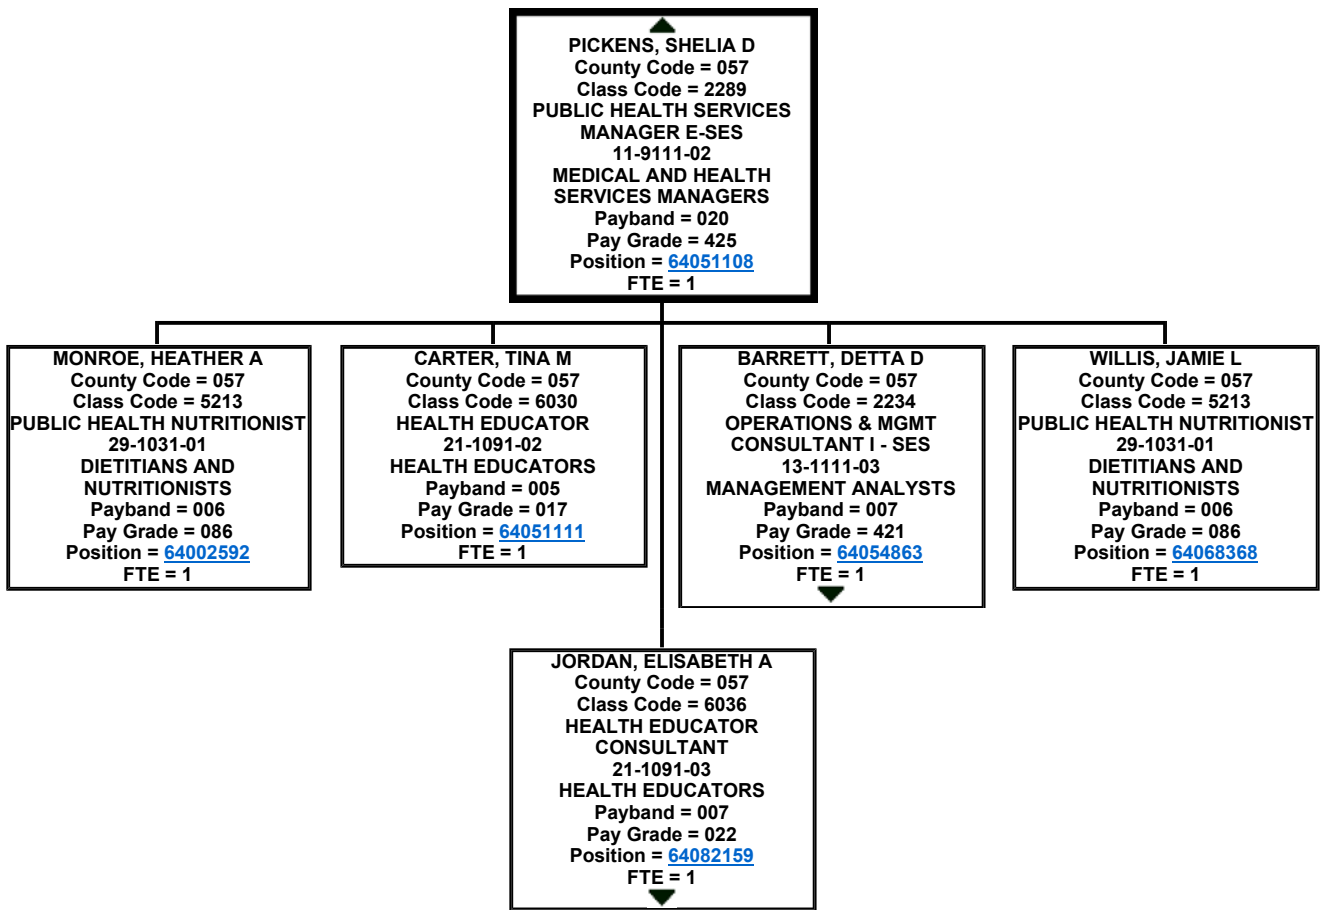 PICKENS, SHELIA D
County Code = 057
Class Code = 2289
PUBLIC HEALTH SERVICES
MANAGER E-SES
11-9111-02
MEDICAL AND HEALTH
SERVICES MANAGERS
Payband = 020
Pay Grade = 425
Position = 64051108
FTE = 1
MONROE, HEATHER A
County Code = 057
Class Code = 5213
PUBLIC HEALTH NUTRITIONIST
29-1031-01
DIETITIANS AND
NUTRITIONISTS
Payband = 006
Pay Grade = 086
Position = 64002592
FTE = 1
CARTER, TINA M
County Code = 057
Class Code = 6030
HEALTH EDUCATOR
21-1091-02
HEALTH EDUCATORS
Payband = 005
Pay Grade = 017
Position = 64051111
FTE = 1
BARRETT, DETTA D
County Code = 057
Class Code = 2234
OPERATIONS & MGMT
CONSULTANT I - SES
13-1111-03
MANAGEMENT ANALYSTS
Payband = 007
Pay Grade = 421
Position = 64054863
FTE = 1
WILLIS, JAMIE L
County Code = 057
Class Code = 5213
PUBLIC HEALTH NUTRITIONIST
29-1031-01
DIETITIANS AND
NUTRITIONISTS
Payband = 006
Pay Grade = 086
Position = 64068368
FTE = 1
JORDAN, ELISABETH A
County Code = 057
Class Code = 6036
HEALTH EDUCATOR
CONSULTANT
21-1091-03
HEALTH EDUCATORS
Payband = 007
Pay Grade = 022
Position = 64082159
FTE = 1